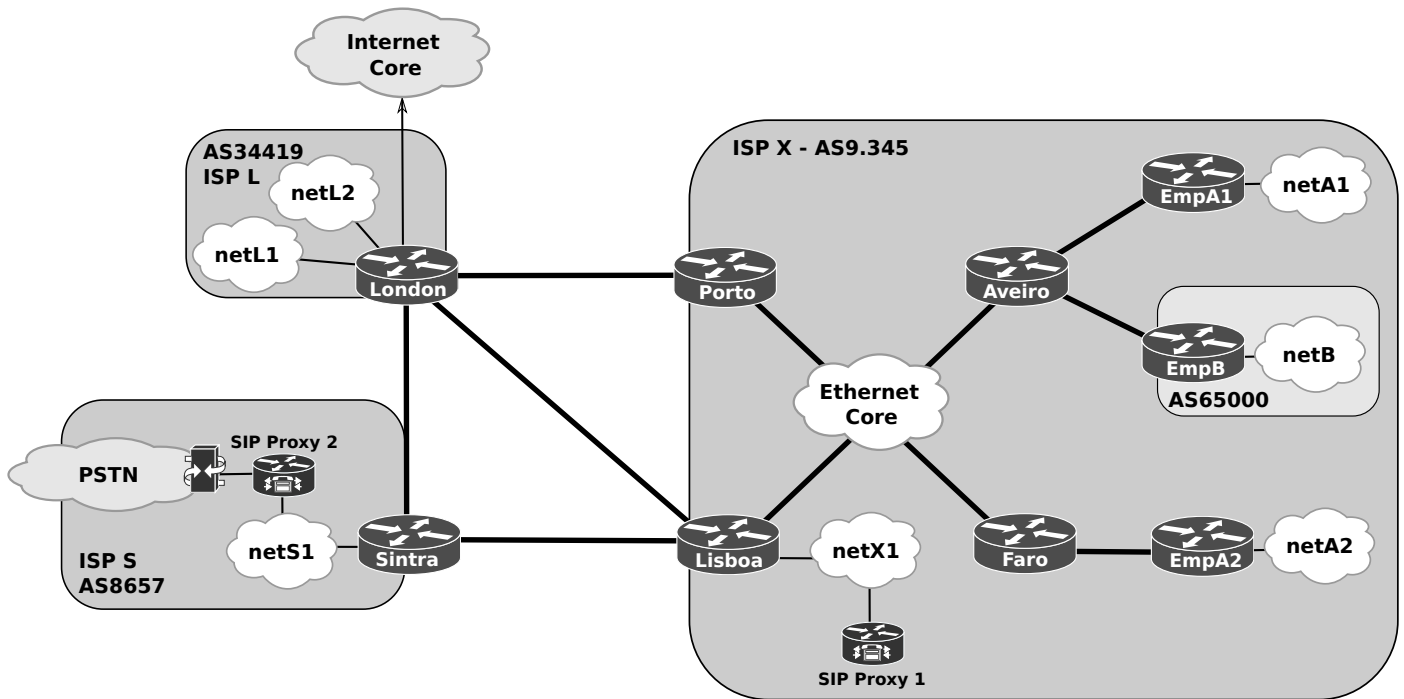 Internet
Core
AS34419
ISP L
netL2
netL1
London
ISP X - AS9.345
Porto
Aveiro
EmpA1
netA1
EmpB
netB
AS65000
Ethernet
Core
PSTN
SIP Proxy 2
netS1
Sintra
ISP S
AS8657
Lisboa
netX1
SIP Proxy 1
Faro
EmpA2
netA2